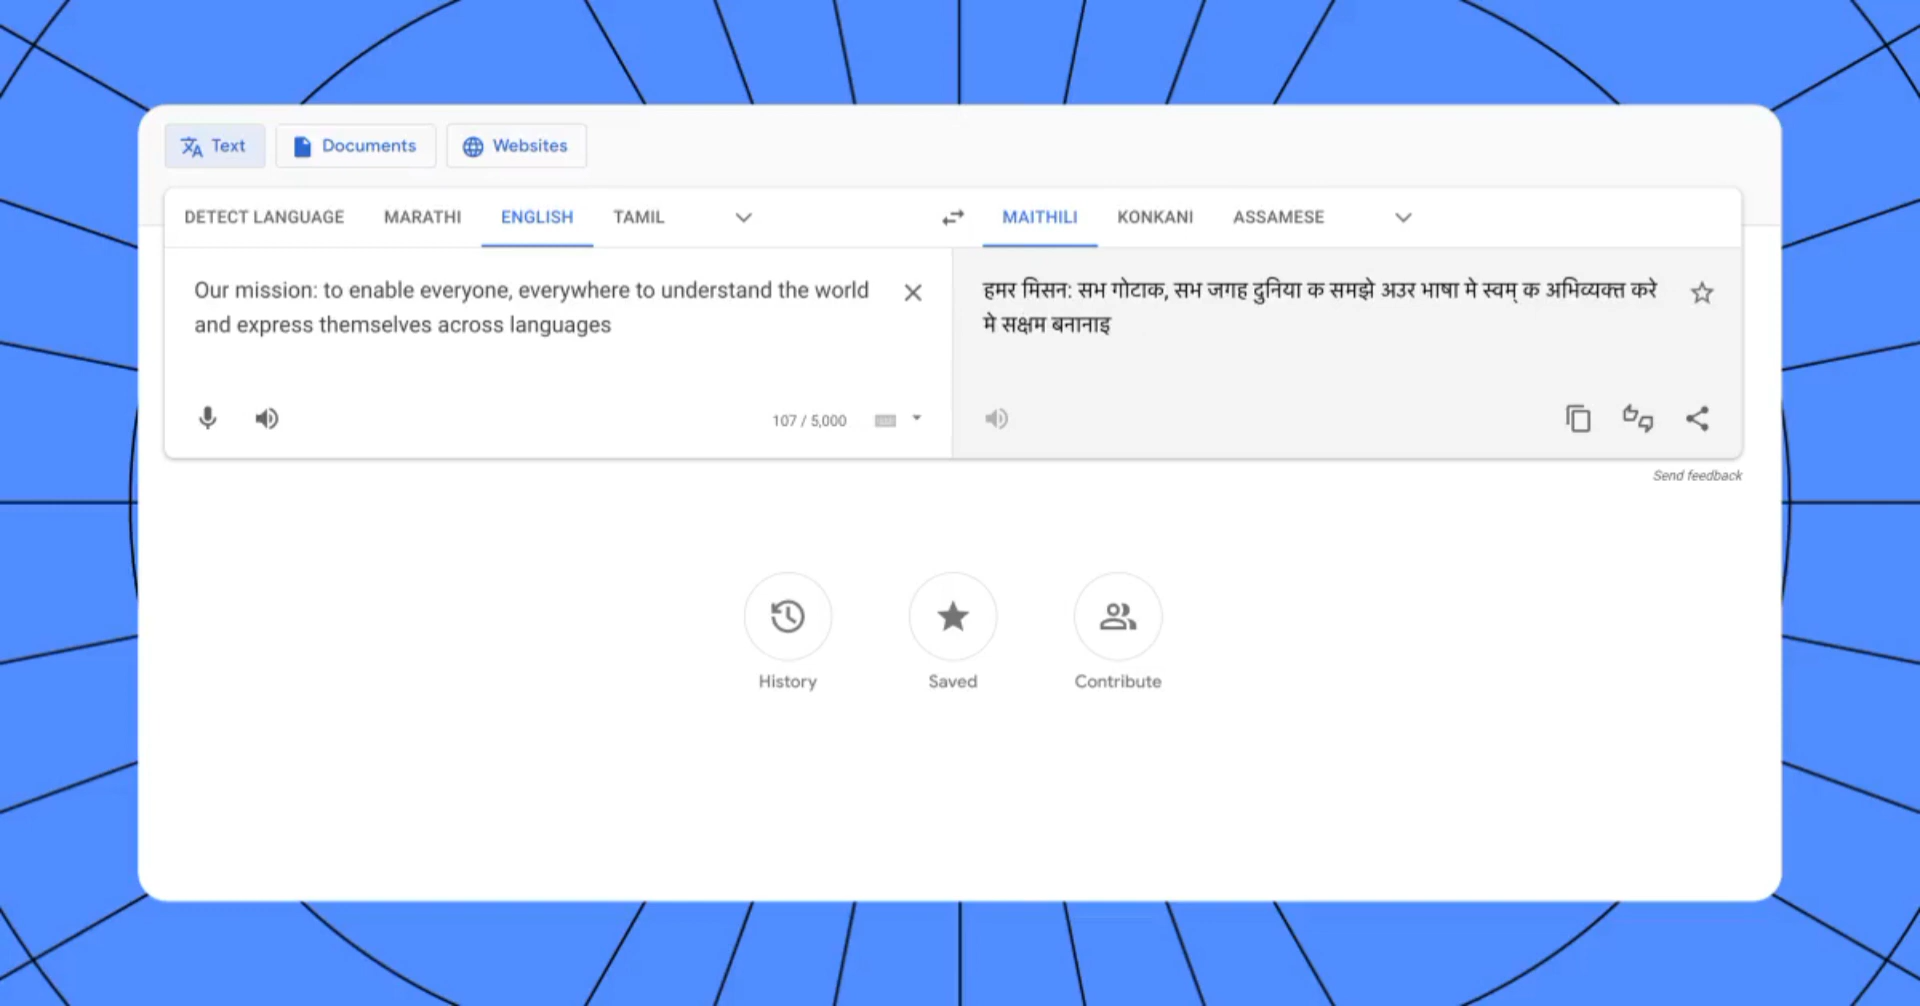 Text
Documents
Websites
DETECT LANGUAGE
MARATHI
ENGLISH
TAMIL
MAITHILI
KONKANI
ASSAMESE
Our mission: to enable everyone, everywhere to understand the world
and express themselves across languages
107 / 5,000
हमर मिसन: सभ गोटाक, सभ जगह दुनिया क समझे अउर भाषा मे स्वम् क अभिव्यक्त करे
मे सक्षम बनानाइ
Send feedback
History
Saved
Contribute